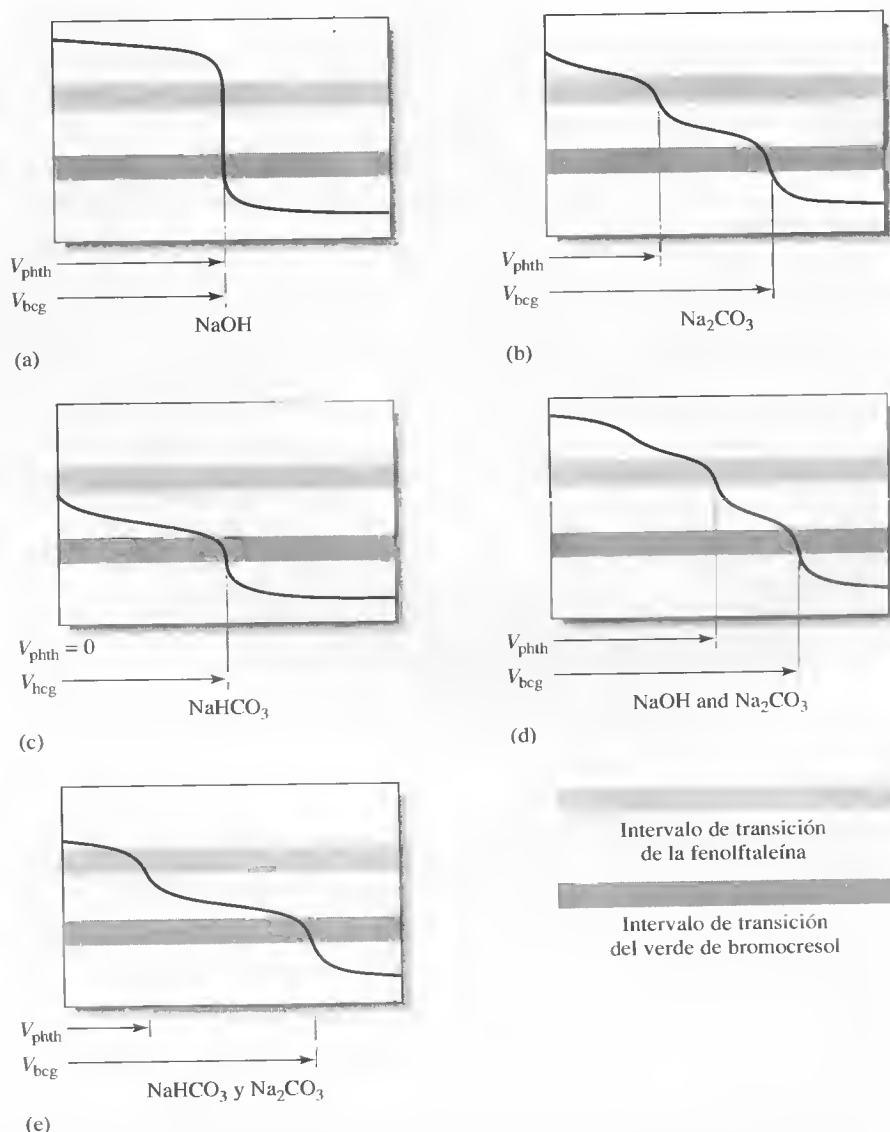 V_phth
V_bcg
NaOH
(a)
V_phth
V_bcg
Na₂CO₃
(b)
V_phth = 0
V_hcg
NaHCO₃
(c)
V_phth
V_bcg
NaOH and Na₂CO₃
(d)
V_phth
V_bcg
NaHCO₃ y Na₂CO₃
(e)
Intervalo de transición
de la fenolftaleína
Intervalo de transición
del verde de bromocresol